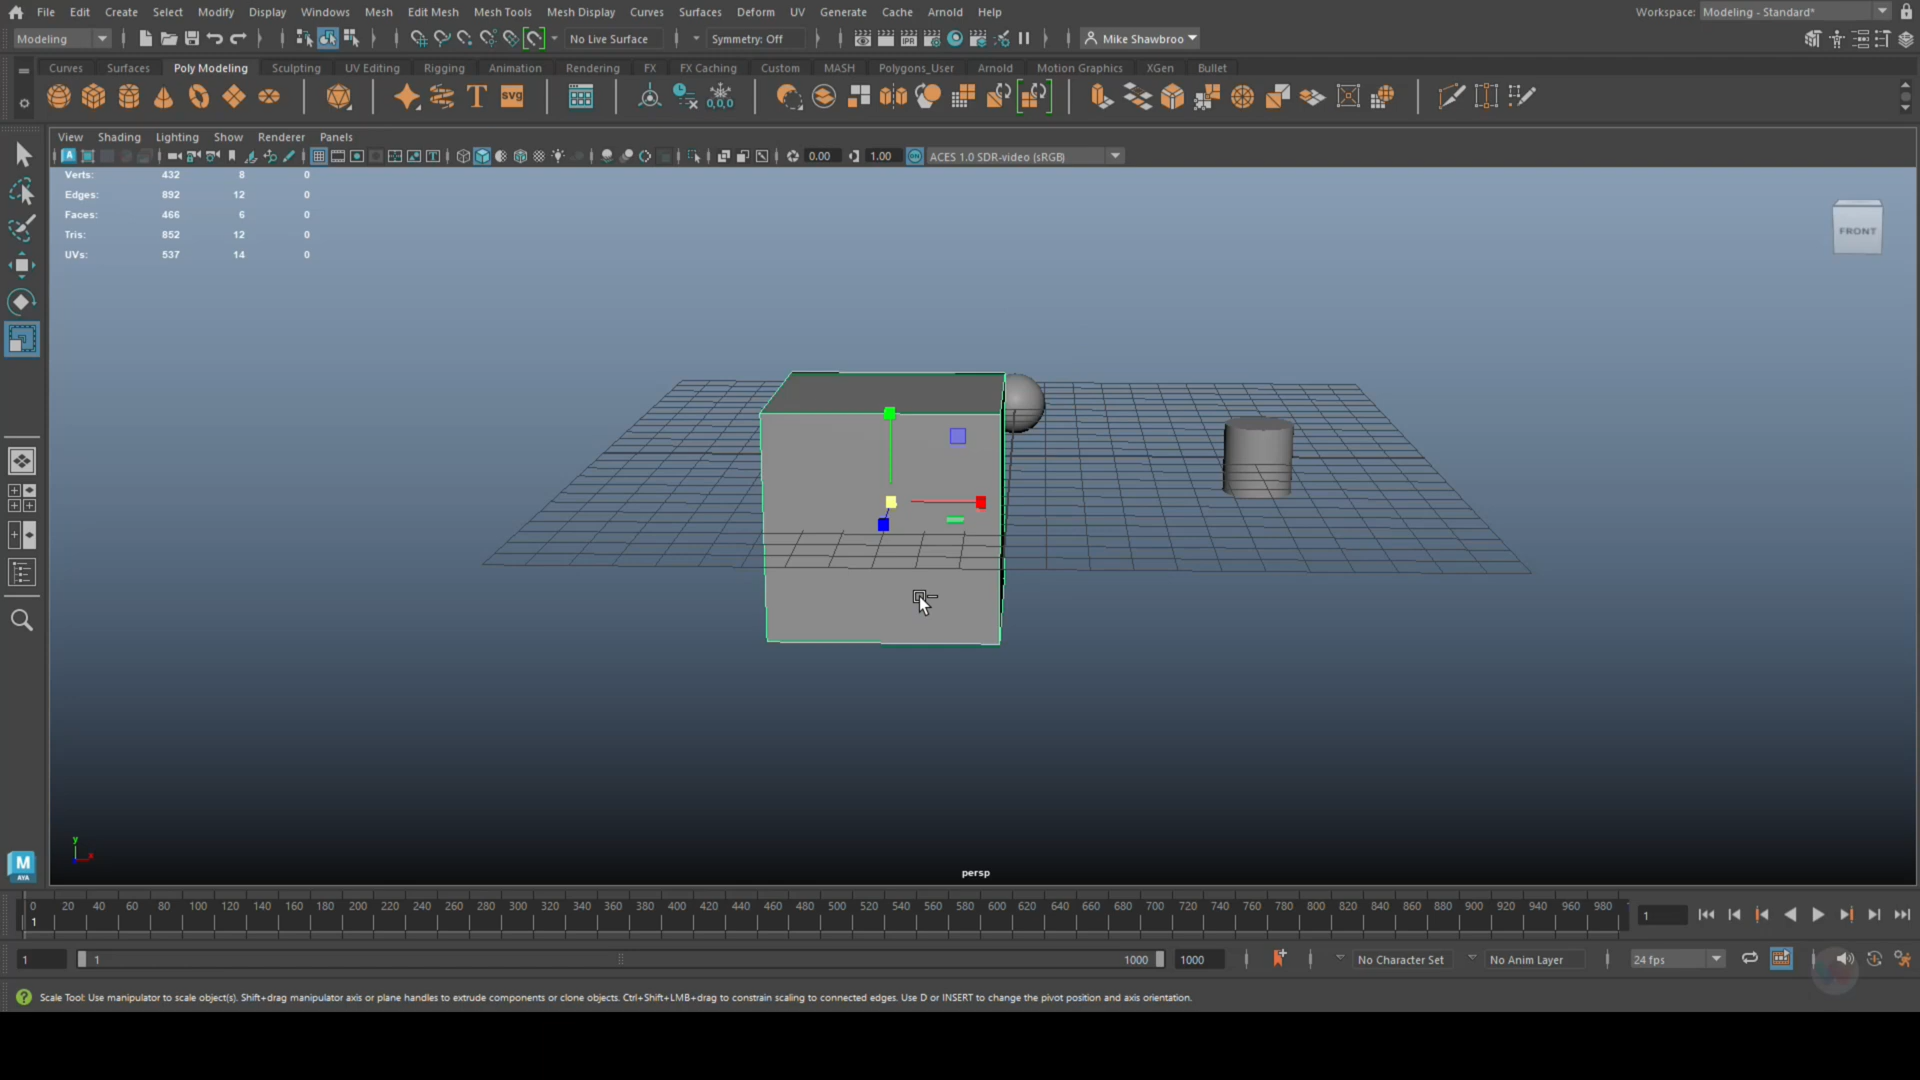 File Edit Create Select Modify Display Windows Mesh Edit Mesh Mesh Tools Mesh Display Curves Surfaces Deform UV Generate Cache Arnold Help Workspace: Modeling - Standard*
Modeling No Live Surface Symmetry: Off IPR Mike Shawbroo
Curves Surfaces Poly Modeling Sculpting UV Editing Rigging Animation Rendering FX FX Caching Custom MASH Polygons_User Arnold Motion Graphics XGen Bullet
T SVG 0,0,0
View Shading Lighting Show Renderer Panels
0.00 1.00 ACES 1.0 SDR-video (sRGB)
Verts: 432 8 0
Edges: 892 12 0
Faces: 466 6 0
Tris: 852 12 0
UVs: 537 14 0
FRONT
y
x
M
AYA
persp
0 20 40 60 80 100 120 140 160 180 200 220 240 260 280 300 320 340 360 380 400 420 440 460 480 500 520 540 560 580 600 620 640 660 680 700 720 740 760 780 800 820 840 860 880 900 920 940 960 980
1 1
1 1 1000 1000 No Character Set No Anim Layer 24 fps
Scale Tool: Use manipulator to scale object(s). Shift+drag manipulator axis or plane handles to extrude components or clone objects. Ctrl+Shift+LMB+drag to constrain scaling to connected edges. Use D or INSERT to change the pivot position and axis orientation.